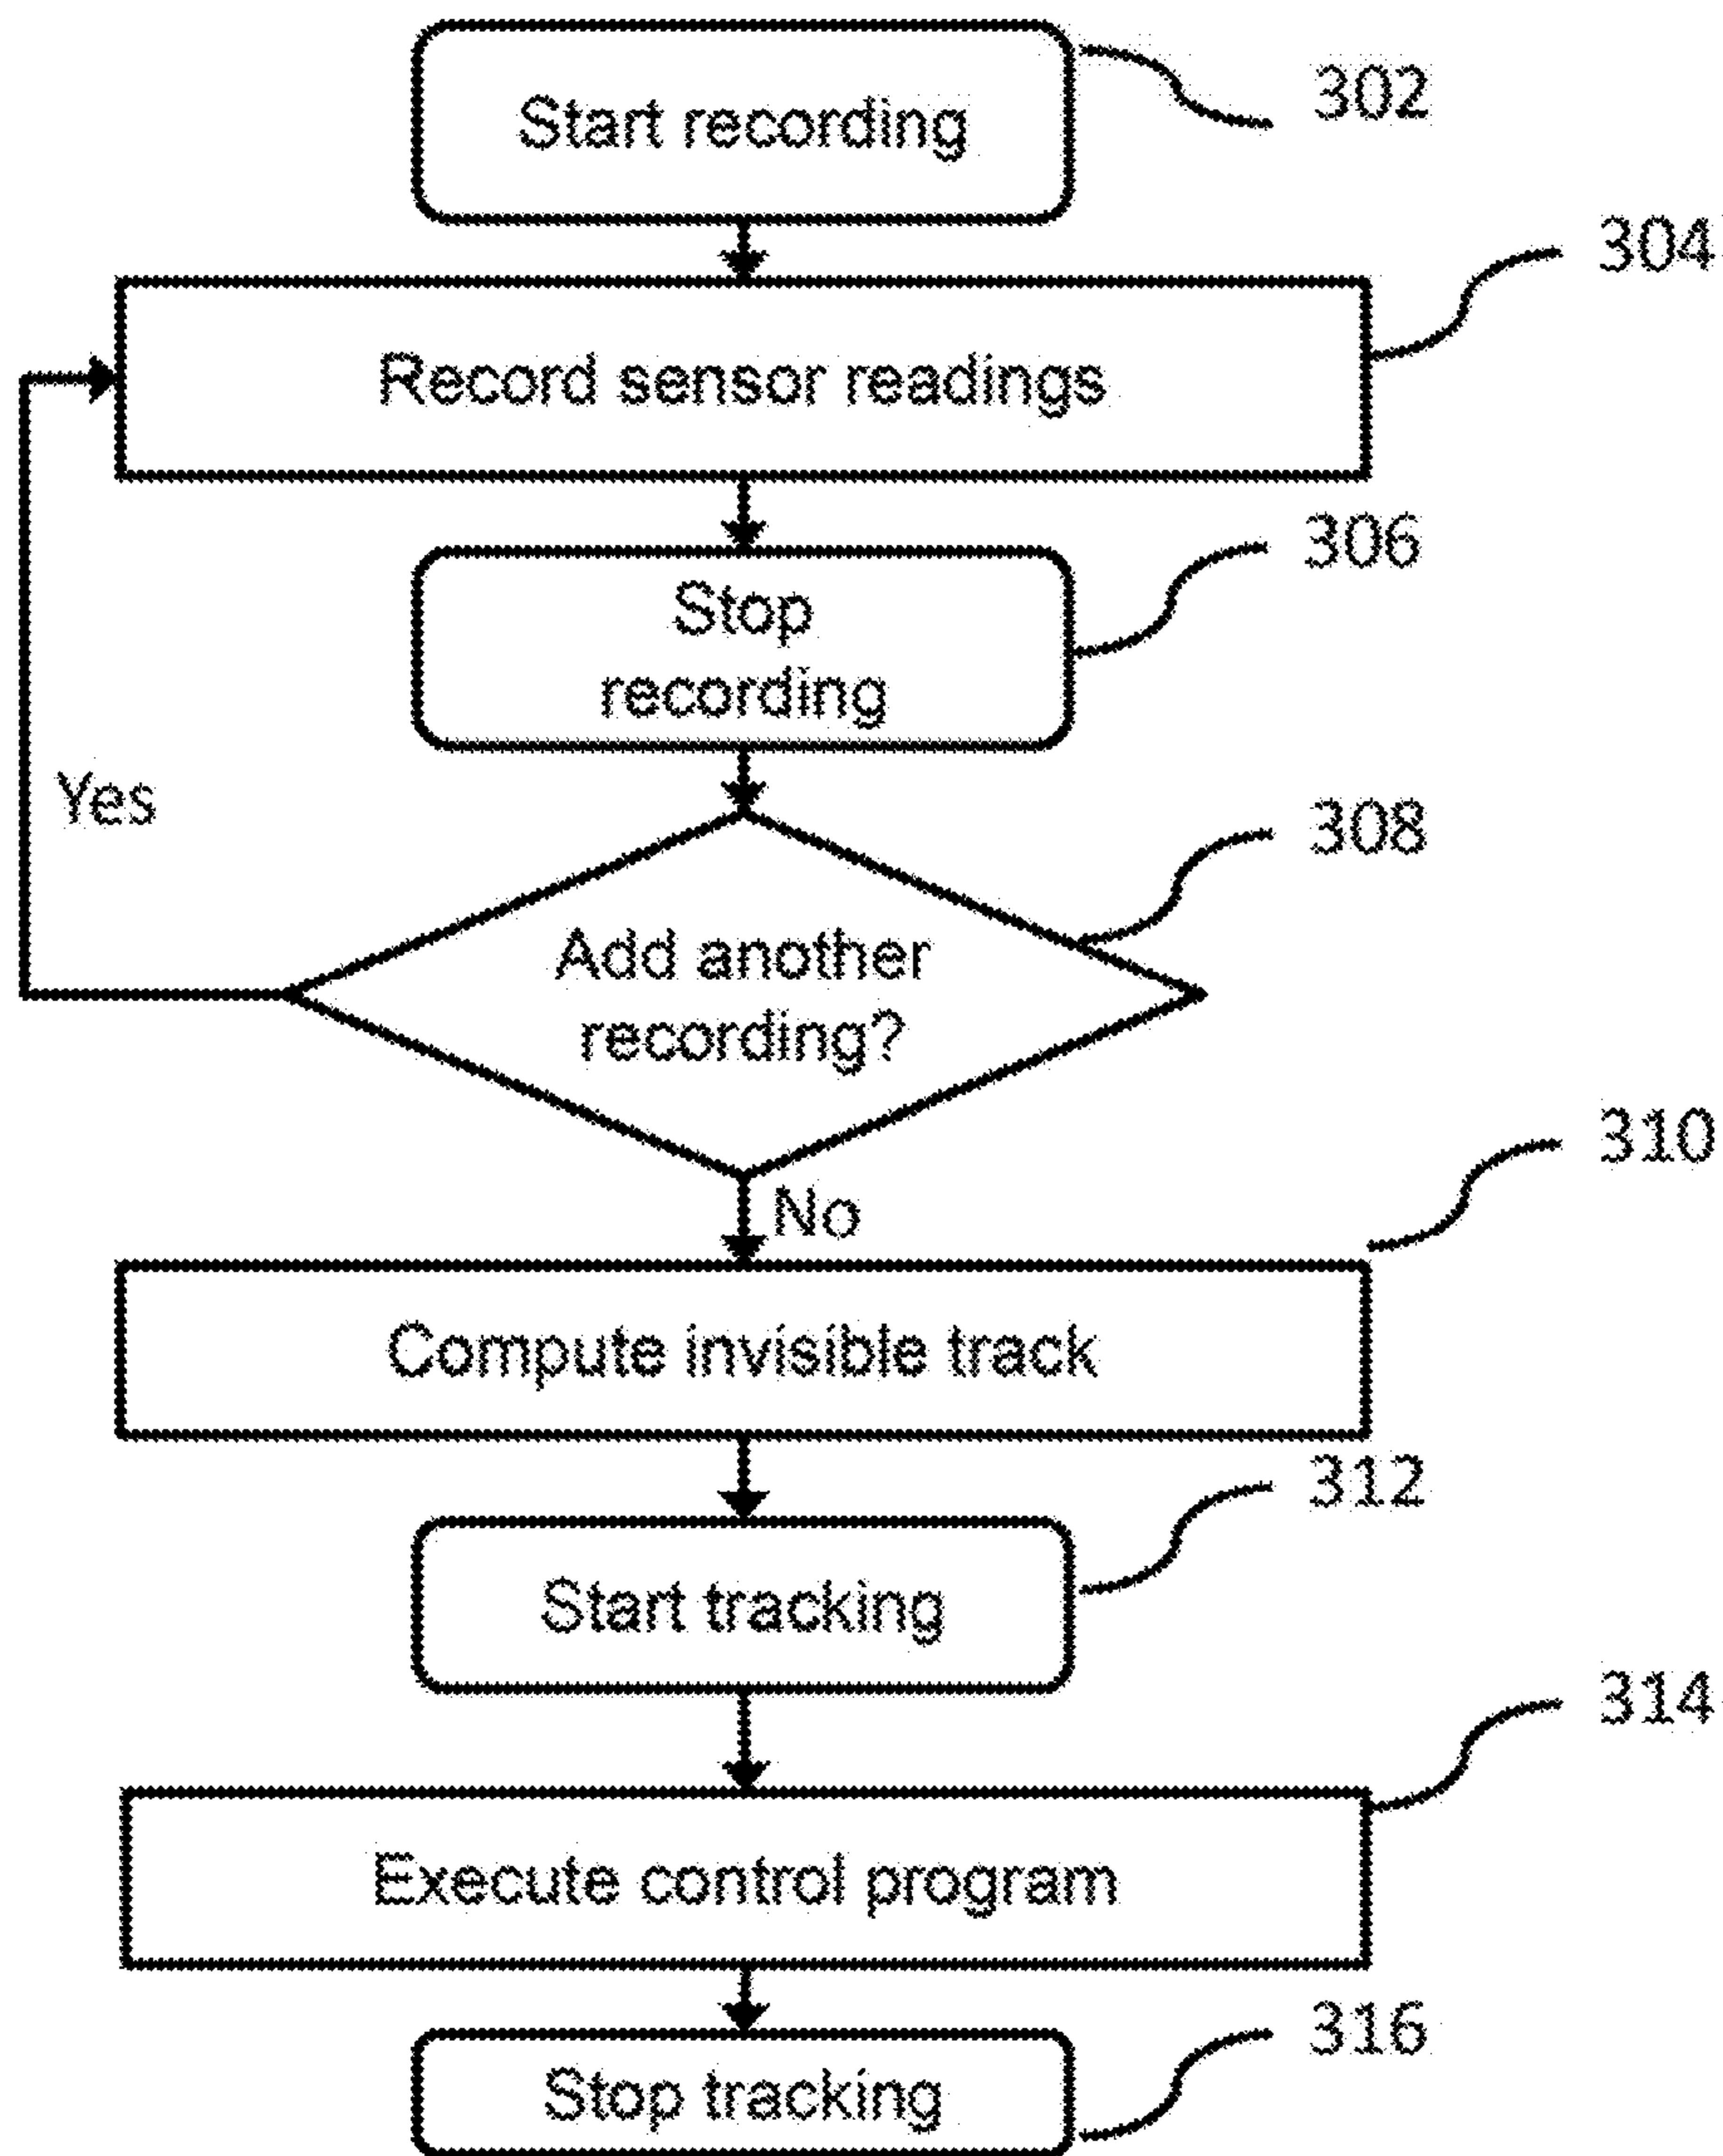 Start recording
302
304
Record sensor readings
306
Stop
recording
Yes
308
Add another
recording?
310
No
Compute invisible track
312
Start tracking
314
Execute control program
316
Stop tracking